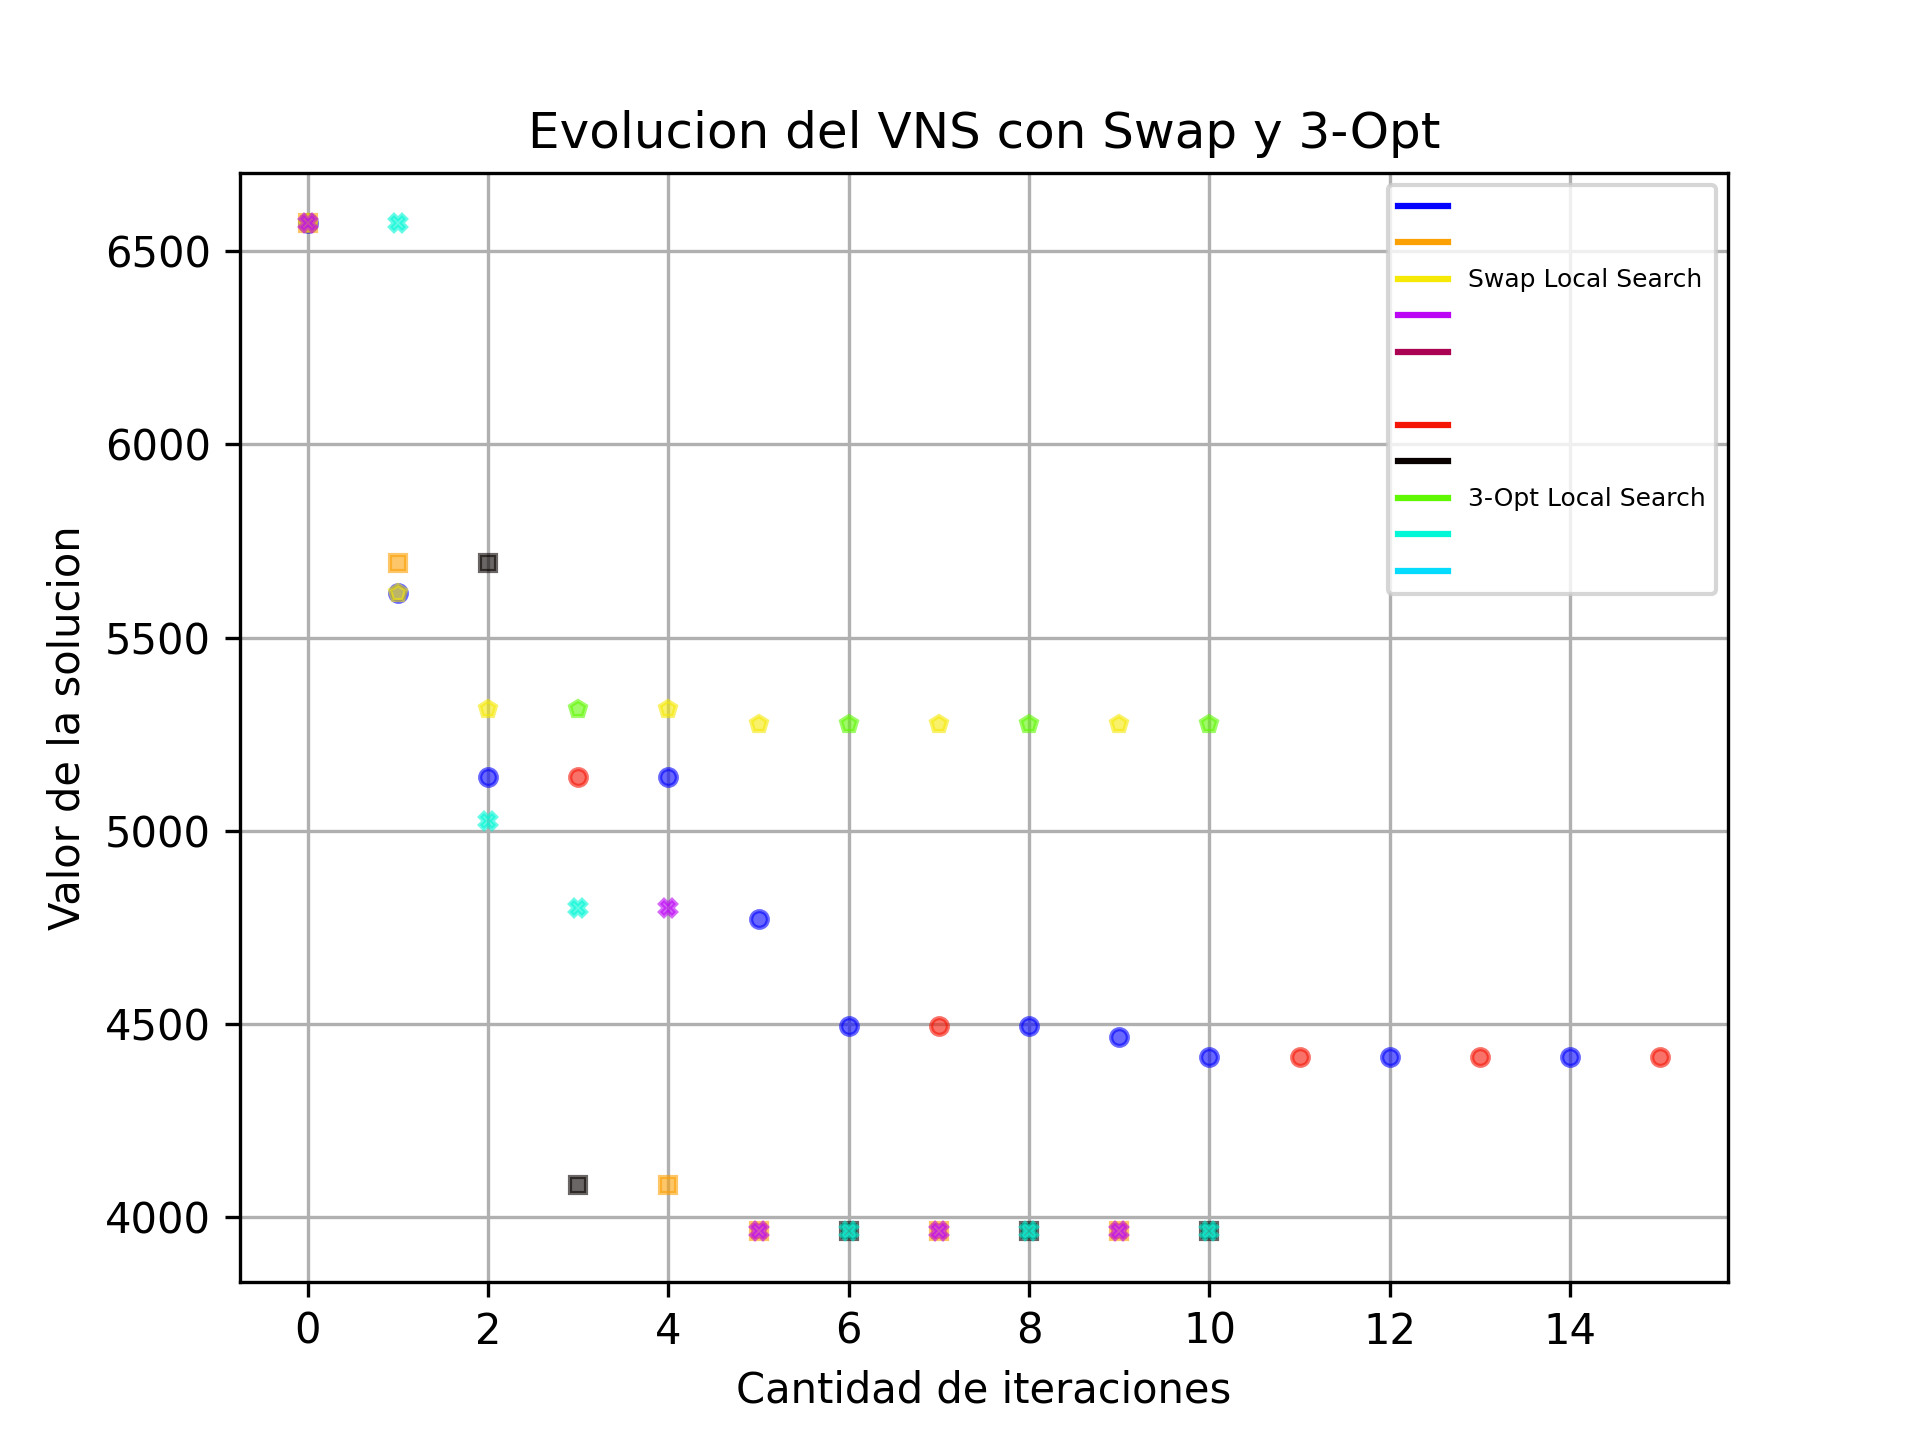 Evolucion del VNS con Swap y 3-Opt
Swap Local Search
3-Opt Local Search
Valor de la solucion
6500
6000
5500
5000
4500
4000
0 2 4 6 8 10 12 14
Cantidad de iteraciones